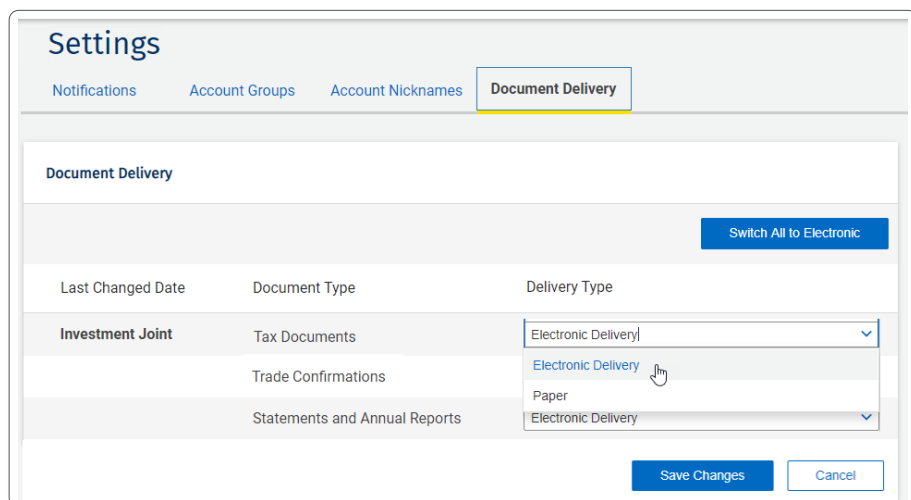 Settings
Notifications Account Groups Account Nicknames Document Delivery
Document Delivery
Switch All to Electronic
Last Changed Date Document Type Delivery Type
Investment Joint Tax Documents Electronic Delivery
Electronic Delivery
Trade Confirmations
Paper
Statements and Annual Reports Electronic Delivery
Save Changes Cancel